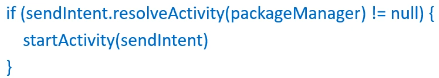 if (sendIntent.resolveActivity(packageManager) != null) {
    startActivity(sendIntent)
}